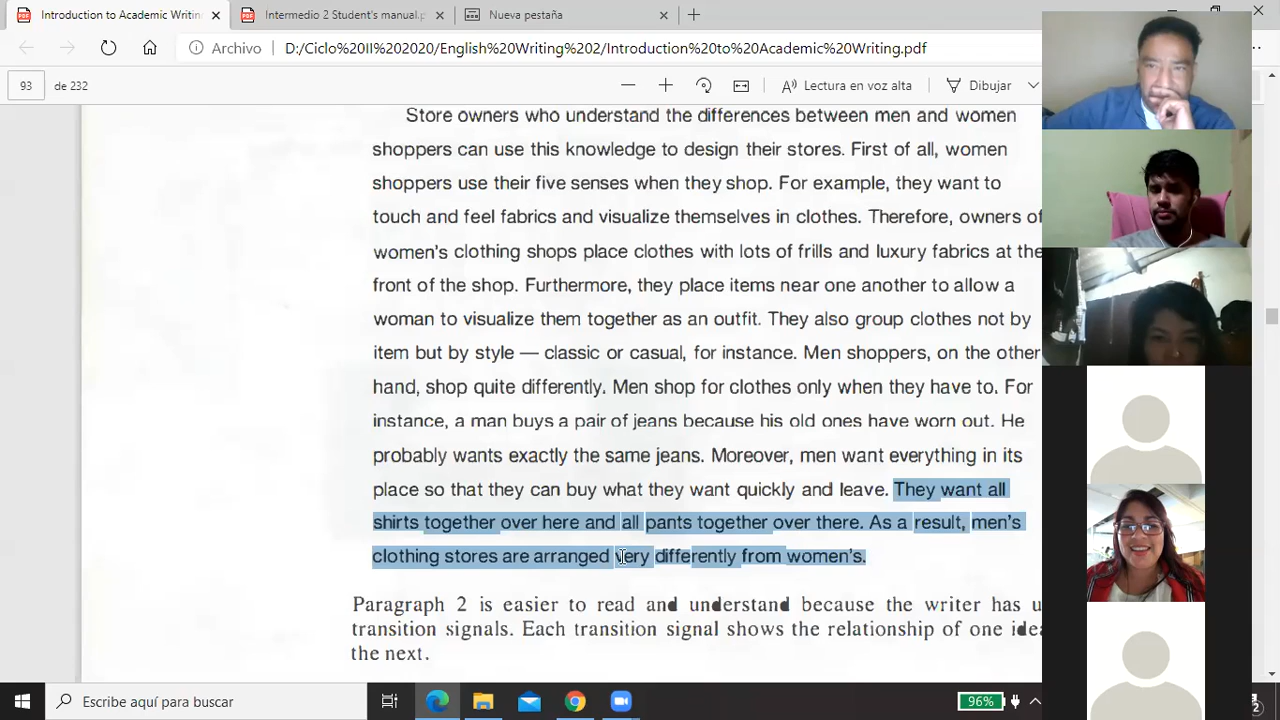 Introduction to Academic Writin
Intermedio 2 Student's manual.p
Nueva pestaña
Archivo
D:/Ciclo%20II%202020/English%20Writing%202/Introduction%20to%20Academic%20Writing.pdf
93 de 232
Lectura en voz alta
Dibujar
Store owners who understand the differences between men and women
shoppers can use this knowledge to design their stores. First of all, women
shoppers use their five senses when they shop. For example, they want to
touch and feel fabrics and visualize themselves in clothes. Therefore, owners of
women's clothing shops place clothes with lots of frills and luxury fabrics at the
front of the shop. Furthermore, they place items near one another to allow a
woman to visualize them together as an outfit. They also group clothes not by
item but by style — classic or casual, for instance. Men shoppers, on the other
hand, shop quite differently. Men shop for clothes only when they have to. For
instance, a man buys a pair of jeans because his old ones have worn out. He
probably wants exactly the same jeans. Moreover, men want everything in its
place so that they can buy what they want quickly and leave. They want all
shirts together over here and all pants together over there. As a result, men's
clothing stores are arranged very differently from women's.
Paragraph 2 is easier to read and understand because the writer has u
transition signals. Each transition signal shows the relationship of one idea
the next.
Escribe aquí para buscar
96%